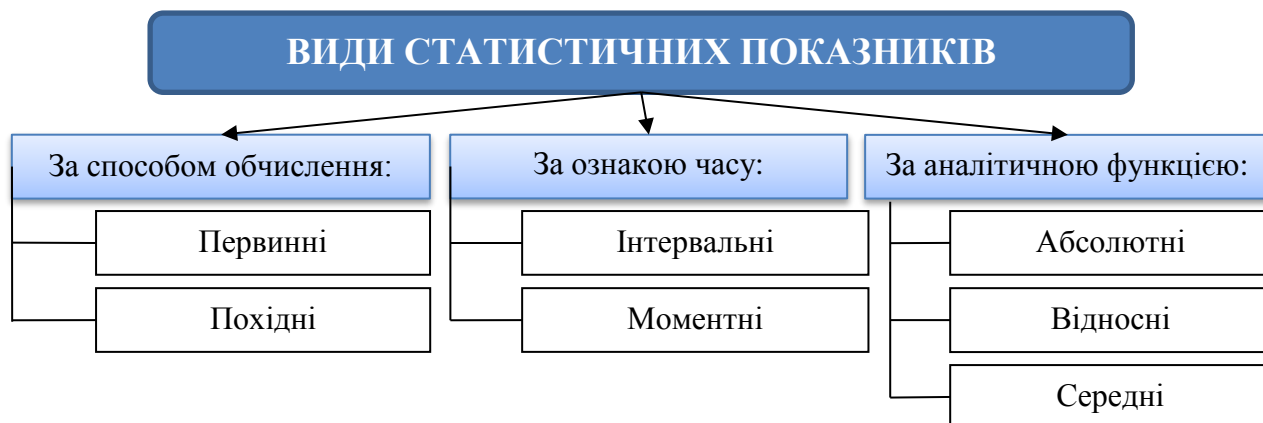 ВИДИ СТАТИСТИЧНИХ ПОКАЗНИКІВ
За способом обчислення:
Первинні
Похідні
За ознакою часу:
Інтервальні
Моментні
За аналітичною функцією:
Абсолютні
Відносні
Середні